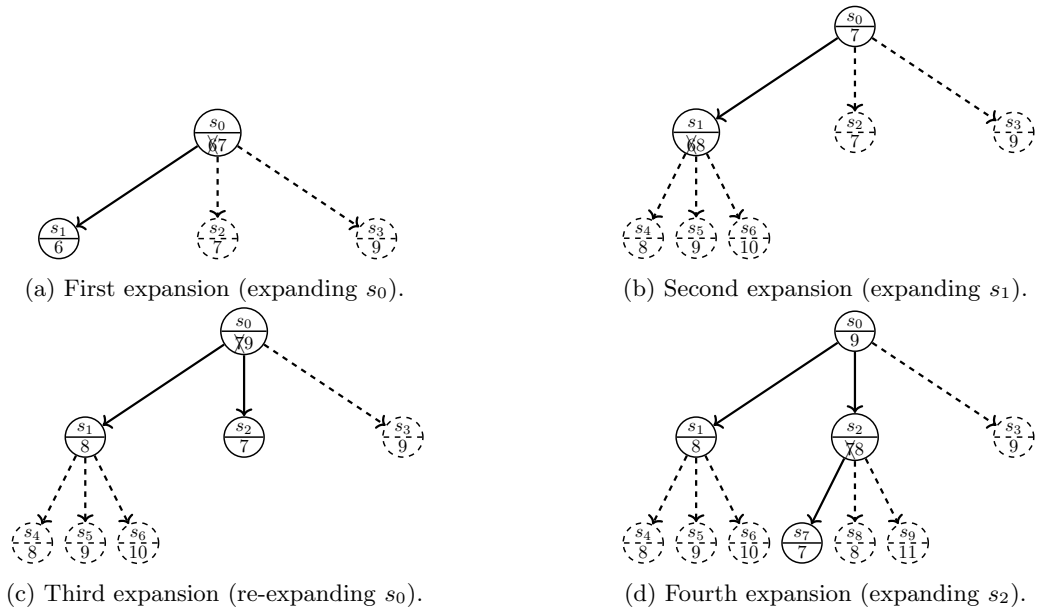 s0
6̸7
s1
6
s2
7
s3
9
(a) First expansion (expanding s0).
s0
7
s1
6̸8
s2
7
s3
9
s4
8
s5
9
s6
10
(b) Second expansion (expanding s1).
s0
7̸9
s1
8
s2
7
s3
9
s4
8
s5
9
s6
10
(c) Third expansion (re-expanding s0).
s0
9
s1
8
s2
7̸8
s3
9
s4
8
s5
9
s6
10
s7
7
s8
8
s9
11
(d) Fourth expansion (expanding s2).